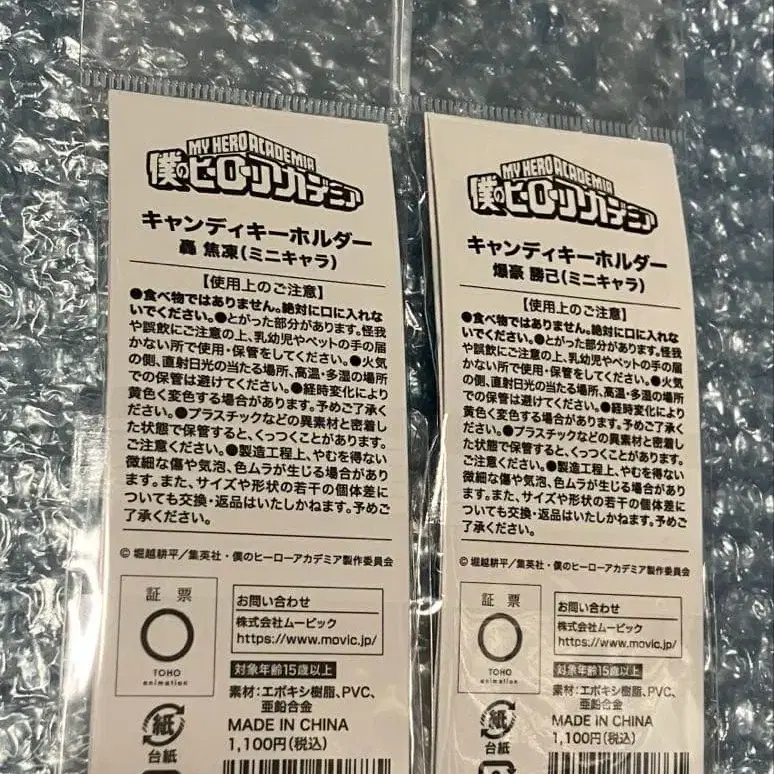 MY HERO ACADEMIA
僕のヒーローアカデミア
キャンディキーホルダー
轟 焦凍(ミニキャラ)
【使用上のご注意】
●食べ物ではありません。絶対に口に入れな
いでください。●とがった部分があります。怪我
や誤飲にご注意の上、乳幼児やペットの手の届
かない所で使用・保管をしてください。●火気
の側、直射日光の当たる場所、高温・多湿の場所
での保管は避けてください。●経時変化により
黄色く変色する場合があります。予めご了承く
ださい。●プラスチックなどの異素材と密着し
た状態で保管すると、くっつくことがあります。
ご注意ください。●製造工程上、やむを得ない
微細な傷や気泡、色ムラが生じる場合があり
ます。また、サイズや形状の若干の個体差に
ついても交換・返品はいたしかねます。予めご
了承ください。
© 堀越耕平/集英社・僕のヒーローアカデミア製作委員会
証 票
TOHO
animation
お問い合わせ
株式会社ムービック
https://www.movic.jp/
対象年齢15歳以上
素材:エポキシ樹脂、PVC、
亜鉛合金
MADE IN CHINA
1,100円(税込)
紙
台紙
MY HERO ACADEMIA
僕のヒーローアカデミア
キャンディキーホルダー
爆豪 勝己(ミニキャラ)
【使用上のご注意】
●食べ物ではありません。絶対に口に入れな
いでください。●とがった部分があります。怪我
や誤飲にご注意の上、乳幼児やペットの手の届
かない所で使用・保管をしてください。●火気
の側、直射日光の当たる場所、高温・多湿の場所
での保管は避けてください。●経時変化により
黄色く変色する場合があります。予めご了承く
ださい。●プラスチックなどの異素材と密着し
た状態で保管すると、くっつくことがあります。
ご注意ください。●製造工程上、やむを得ない
微細な傷や気泡、色ムラが生じる場合があり
ます。また、サイズや形状の若干の個体差に
ついても交換・返品はいたしかねます。予めご
了承ください。
© 堀越耕平/集英社・僕のヒーローアカデミア製作委員会
証 票
TOHO
animation
お問い合わせ
株式会社ムービック
https://www.movic.jp/
対象年齢15歳以上
素材:エポキシ樹脂、PVC、
亜鉛合金
MADE IN CHINA
1,100円(税込)
紙
台紙